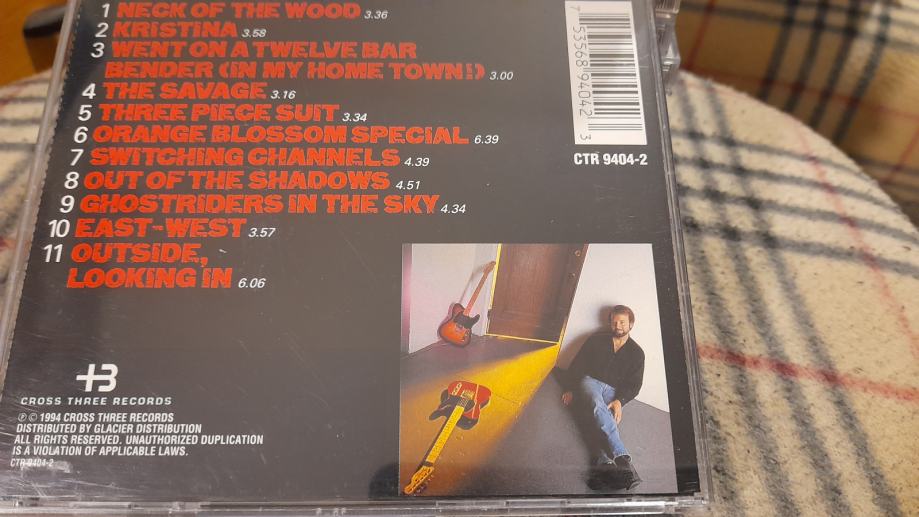 1 NECK OF THE WOOD 3.36
2 KRISTINA 3.58
3 WENT ON A TWELVE BAR
BENDER (IN MY HOME TOWN!) 3.00
4 THE SAVAGE 3.16
5 THREE PIECE SUIT 3.34
6 ORANGE BLOSSOM SPECIAL 6.39
7 SWITCHING CHANNELS 4.39
8 OUT OF THE SHADOWS 4.51
9 GHOSTRIDERS IN THE SKY 4.34
10 EAST-WEST 3.57
11 OUTSIDE,
LOOKING IN 6.06
7 53568 94042 3
CTR 9404-2
+3
CROSS THREE RECORDS
℗ © 1994 CROSS THREE RECORDS
DISTRIBUTED BY GLACIER DISTRIBUTION
ALL RIGHTS RESERVED. UNAUTHORIZED DUPLICATION
IS A VIOLATION OF APPLICABLE LAWS.
CTR 9404-2